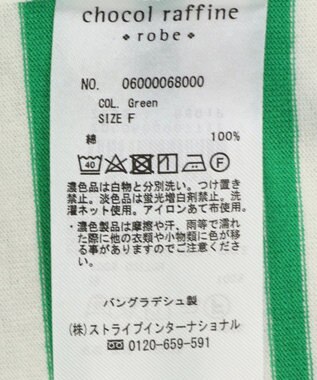 chocol raffine
robe
NO. 06000068000
COL. Green
SIZE F
綿 100%
40 F
濃色品は白物と分別洗い。つけ置き
禁止。淡色品は蛍光増白剤禁止。洗
濯ネット使用。アイロンあて布使用。
・濃色製品は摩擦や汗、雨等で濡れ
た際に他の衣類や小物類に色が移
る事がありますのでご注意くださ
い。
バングラデシュ製
(株)ストライプインターナショナル
0120-659-591